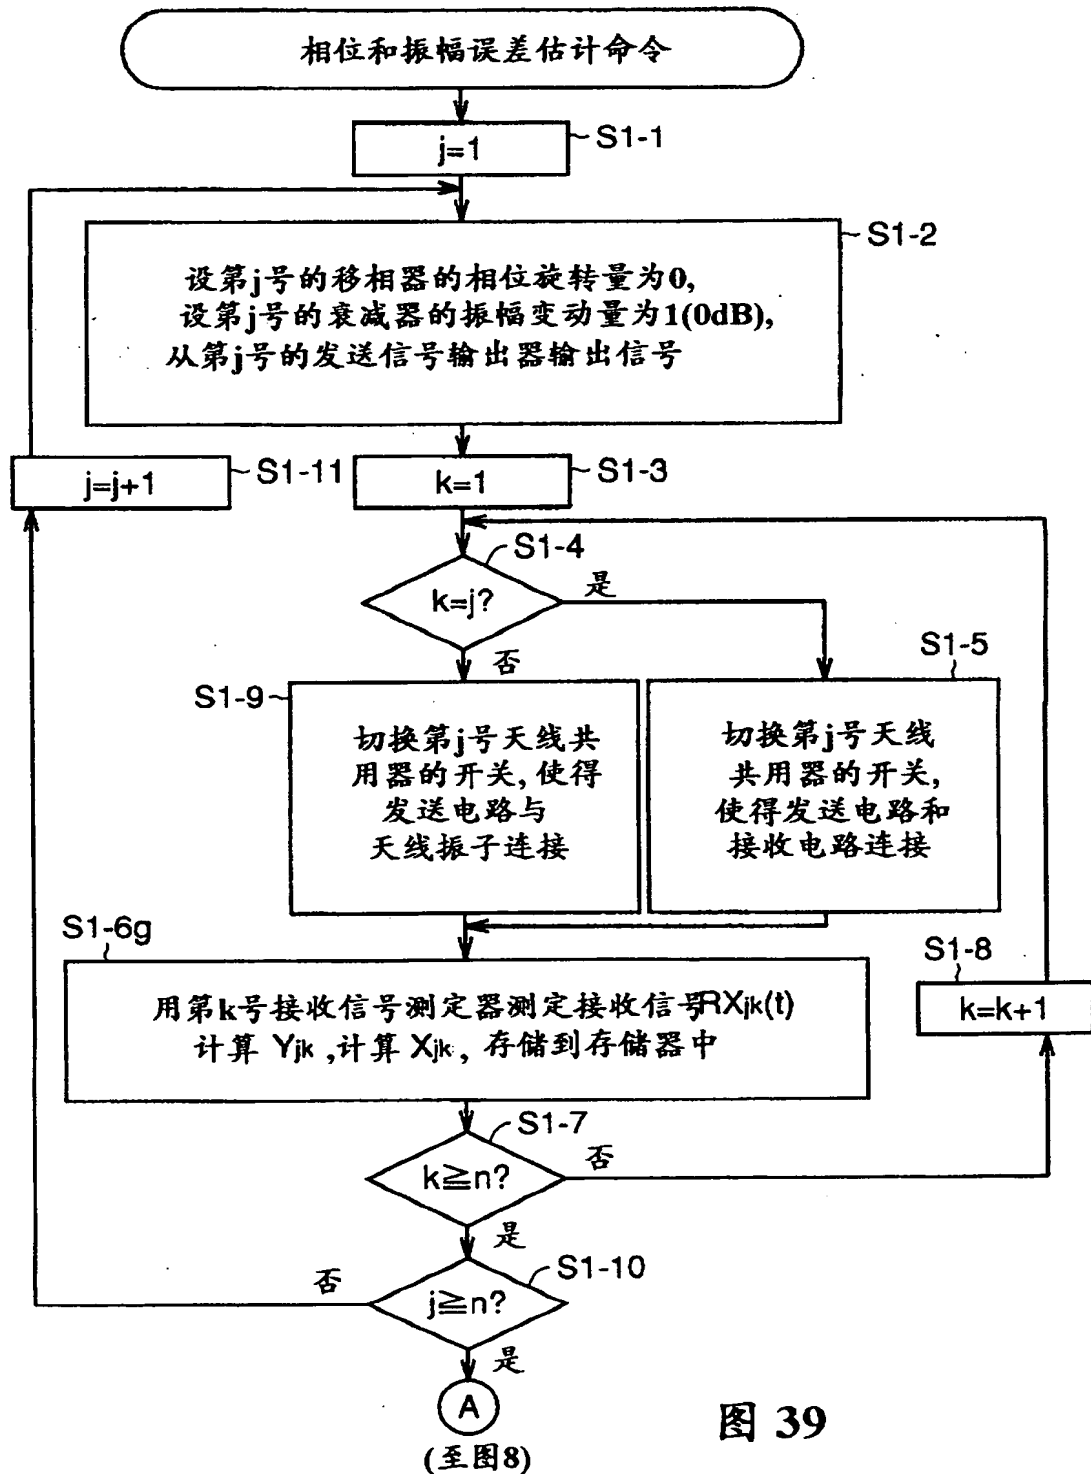 相位和振幅误差估计命令
j=1
S1-1
S1-2
设第j号的移相器的相位旋转量为0,
设第j号的衰减器的振幅变动量为1(0dB),
从第j号的发送信号输出器输出信号
j=j+1
S1-11
k=1
S1-3
S1-4
k=j?
是
否
S1-9
切换第j号天线共
用器的开关,使得
发送电路与
天线振子连接
S1-5
切换第j号天线
共用器的开关,
使得发送电路和
接收电路连接
S1-6g
用第k号接收信号测定器测定接收信号RXjk(t)
计算 Yjk ,计算 Xjk, 存储到存储器中
S1-8
k=k+1
S1-7
k≧n?
否
是
S1-10
j≧n?
否
是
A
(至图8)
图 39